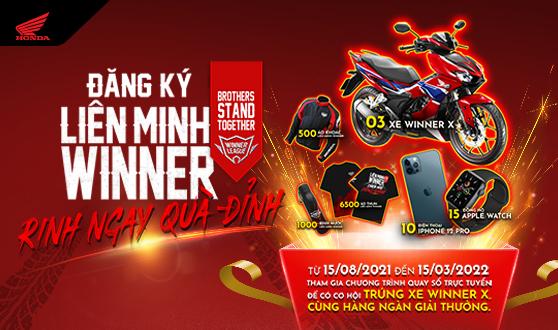 HONDA
ĐĂNG KÝ
LIÊN MINH
WINNER
BROTHERS
STAND
TOGETHER
WINNER LEAGUE
RINH NGAY QUÀ ĐỈNH
500 ÁO KHOÁC
03 XE WINNER X
6500 ÁO THUN
1000
10 ĐIỆN THOẠI
IPHONE 12 PRO
15 ĐỒNG HỒ
APPLE WATCH
TỪ 15/08/2021 ĐẾN 15/03/2022
THAM GIA CHƯƠNG TRÌNH QUAY SỐ TRỰC TUYẾN
ĐỂ CÓ CƠ HỘI TRÚNG XE WINNER X
CÙNG HÀNG NGÀN GIẢI THƯỞNG.